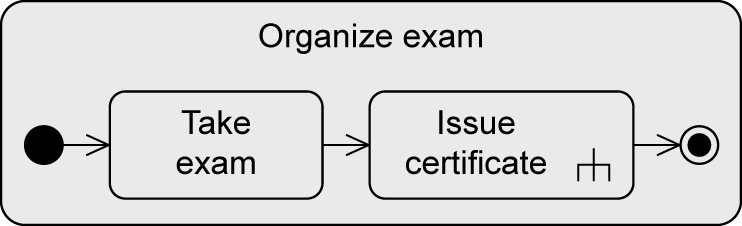 Organize exam
Take
exam
Issue
certificate